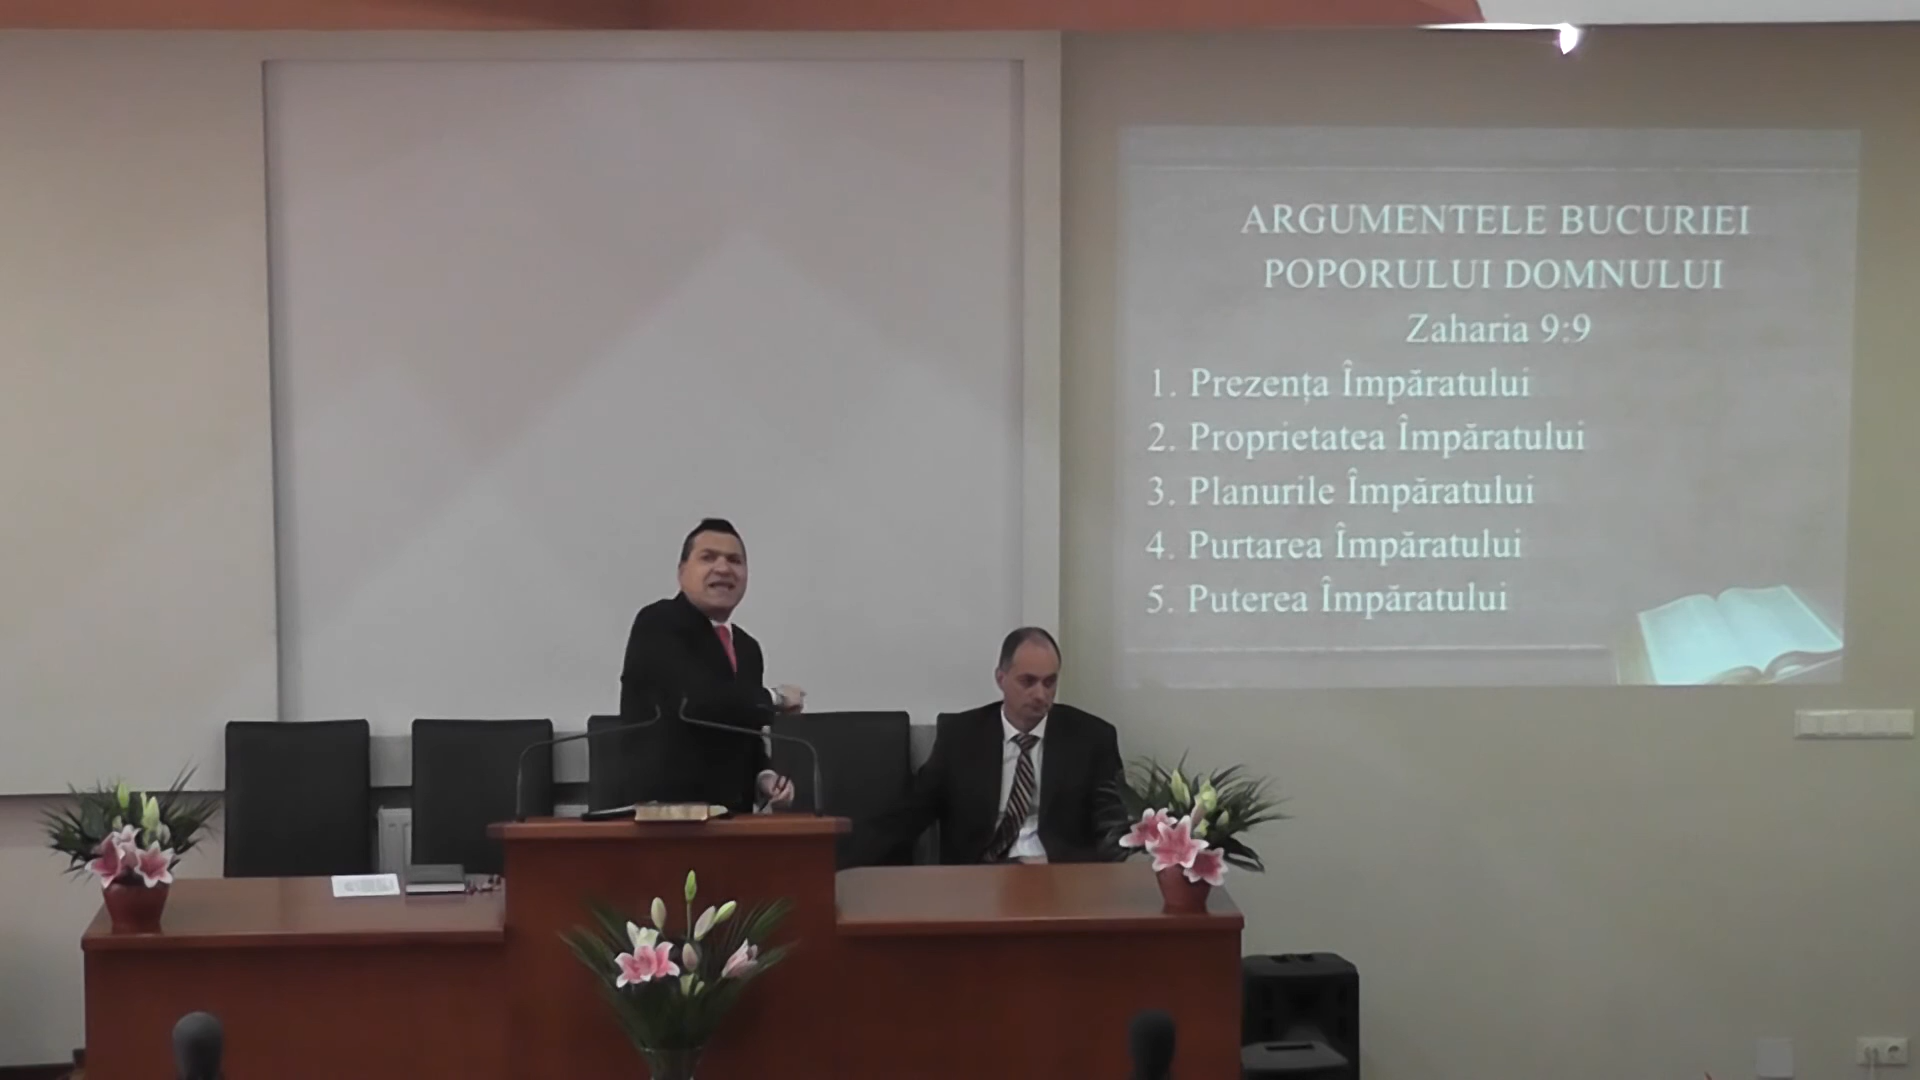 ARGUMENTELE BUCURIEI
POPORULUI DOMNULUI
Zaharia 9:9
1. Prezența Împăratului
2. Proprietatea Împăratului
3. Planurile Împăratului
4. Purtarea Împăratului
5. Puterea Împăratului